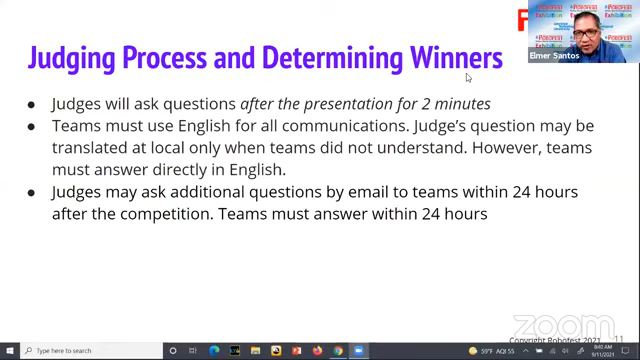 Judging Process and Determining Winners
Elmer Santos
● Judges will ask questions after the presentation for 2 minutes
● Teams must use English for all communications. Judge's question may be
translated at local only when teams did not understand. However, teams
must answer directly in English.
● Judges may ask additional questions by email to teams within 24 hours
after the competition. Teams must answer within 24 hours
zoom
Copyright Robofest 2021
11
Type here to search
59°F AQI 55
8:40 AM
9/11/2021